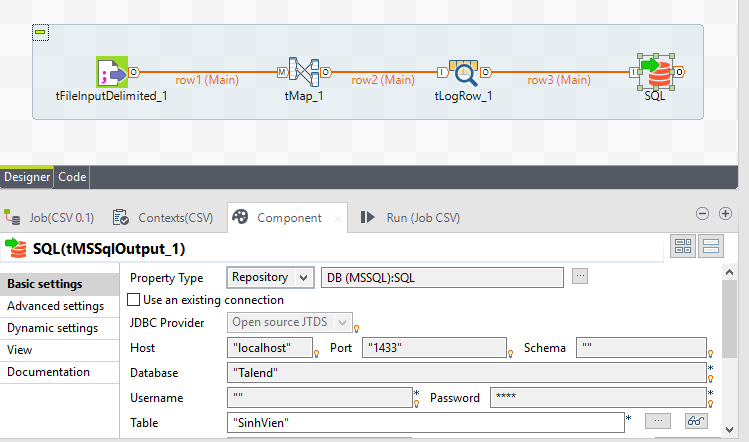 row1 (Main) row2 (Main) row3 (Main)
tFileInputDelimited_1 tMap_1 tLogRow_1 SQL
Designer Code
Job(CSV 0.1) Contexts(CSV) Component Run (Job CSV)
SQL(tMSSqlOutput_1)
Basic settings
Advanced settings
Dynamic settings
View
Documentation
Property Type Repository DB (MSSQL):SQL ...
Use an existing connection
JDBC Provider Open source JTDS
Host "localhost" Port "1433" Schema ""
Database "Talend" *
Username "" * Password **** *
Table "SinhVien" * ...